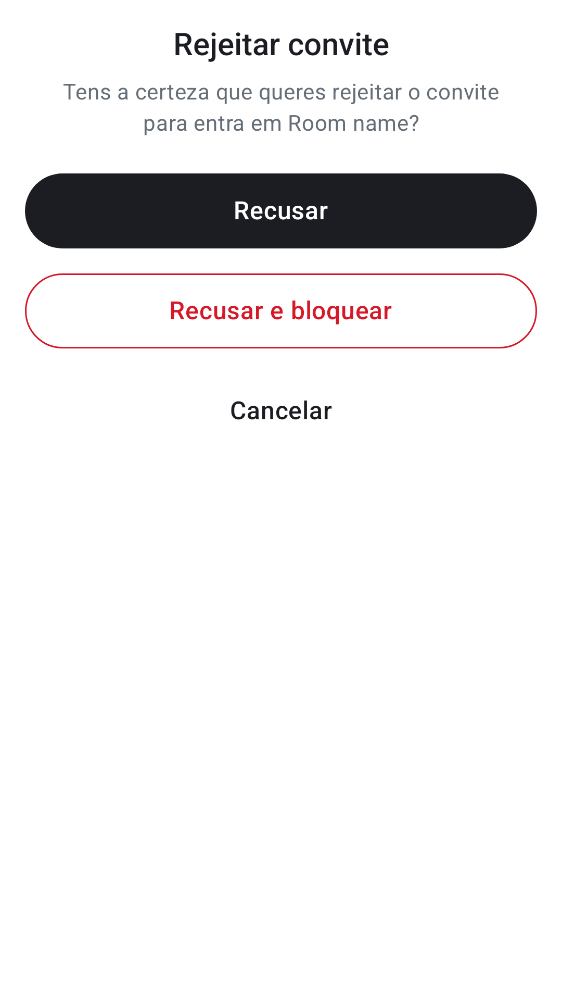 Rejeitar convite
Tens a certeza que queres rejeitar o convite
para entra em Room name?
Recusar
Recusar e bloquear
Cancelar